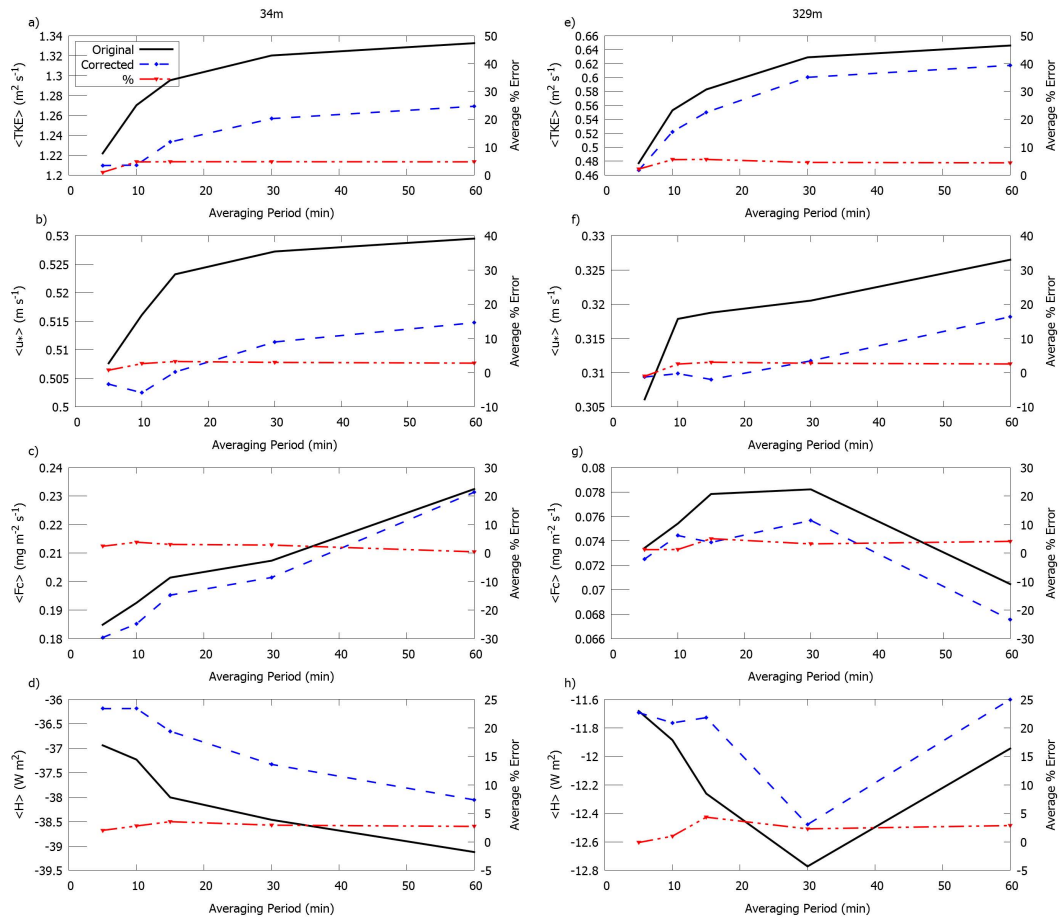 34m
a)
1.34
1.32
1.3
1.28
1.26
1.24
1.22
1.2
<TKE> (m² s⁻¹)
Original
Corrected
%
50
40
30
20
10
0
Average % Error
0 10 20 30 40 50 60
Averaging Period (min)
b)
0.53
0.525
0.52
0.515
0.51
0.505
0.5
<u*> (m s⁻¹)
40
30
20
10
0
-10
Average % Error
0 10 20 30 40 50 60
Averaging Period (min)
c)
0.24
0.23
0.22
0.21
0.2
0.19
0.18
<Fc> (mg m⁻² s⁻¹)
30
20
10
0
-10
-20
-30
Average % Error
0 10 20 30 40 50 60
Averaging Period (min)
d)
-36
-36.5
-37
-37.5
-38
-38.5
-39
-39.5
<H> (W m²)
25
20
15
10
5
0
-5
Average % Error
0 10 20 30 40 50 60
Averaging Period (min)
329m
e)
0.66
0.64
0.6
0.56
0.52
0.48
0.46
<TKE> (m² s⁻¹)
50
40
30
20
10
0
Average % Error
0 10 20 30 40 50 60
Averaging Period (min)
f)
0.33
0.325
0.32
0.315
0.31
0.305
<u*> (m s⁻¹)
40
30
20
10
0
-10
Average % Error
0 10 20 30 40 50 60
Averaging Period (min)
g)
0.08
0.078
0.076
0.074
0.072
0.07
0.068
0.066
<Fc> (mg m⁻² s⁻¹)
30
20
10
0
-10
-20
-30
Average % Error
0 10 20 30 40 50 60
Averaging Period (min)
h)
-11.6
-11.8
-12
-12.2
-12.4
-12.6
-12.8
<H> (W m²)
25
20
15
10
5
0
-5
Average % Error
0 10 20 30 40 50 60
Averaging Period (min)